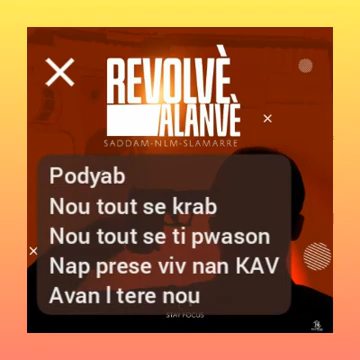 REVOLVÈ
ALANVÈ
SADDAM-NLM-SLAMARRE
Podyab
Nou tout se krab
Nou tout se ti pwason
Nap prese viv nan KAV
Avan l tere nou
STAY FOCUS